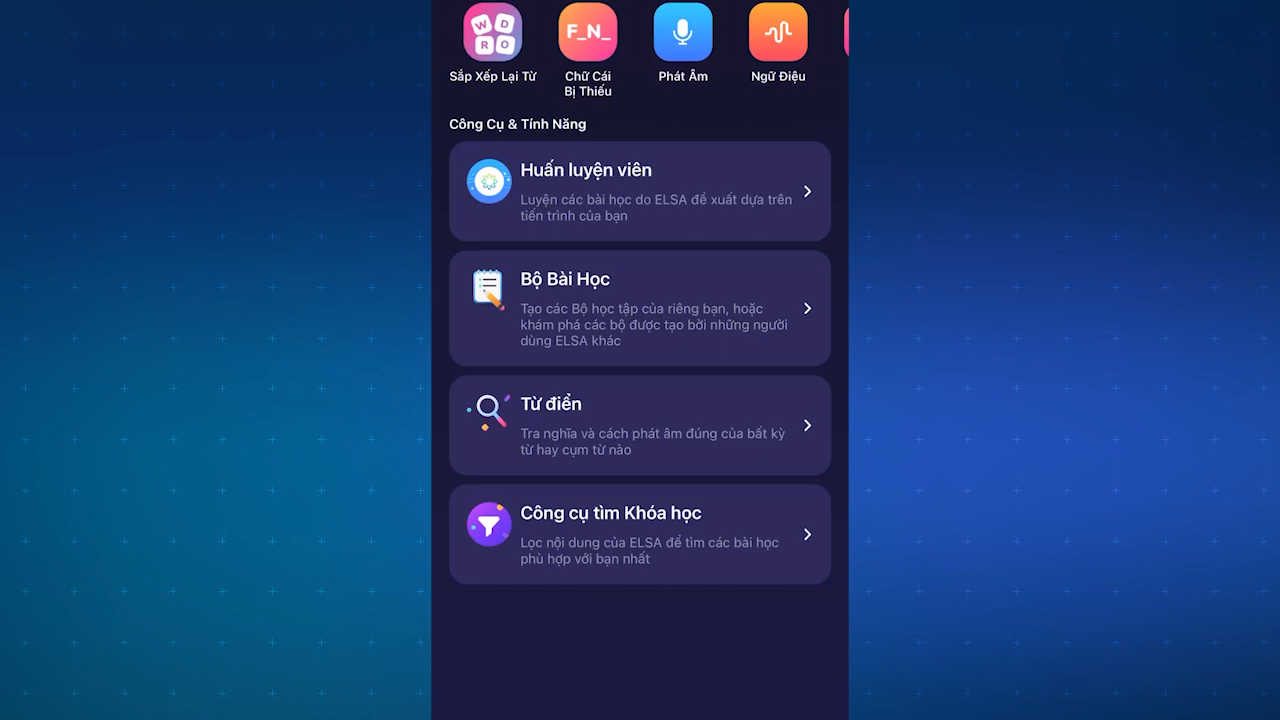 W D
R O
F_N_
Sắp Xếp Lại Từ
Chữ Cái
Bị Thiếu
Phát Âm
Ngữ Điệu
Công Cụ & Tính Năng
Huấn luyện viên
Luyện các bài học do ELSA đề xuất dựa trên
tiến trình của bạn
Bộ Bài Học
Tạo các Bộ học tập của riêng bạn, hoặc
khám phá các bộ được tạo bởi những người
dùng ELSA khác
Từ điển
Tra nghĩa và cách phát âm đúng của bất kỳ
từ hay cụm từ nào
Công cụ tìm Khóa học
Lọc nội dung của ELSA để tìm các bài học
phù hợp với bạn nhất